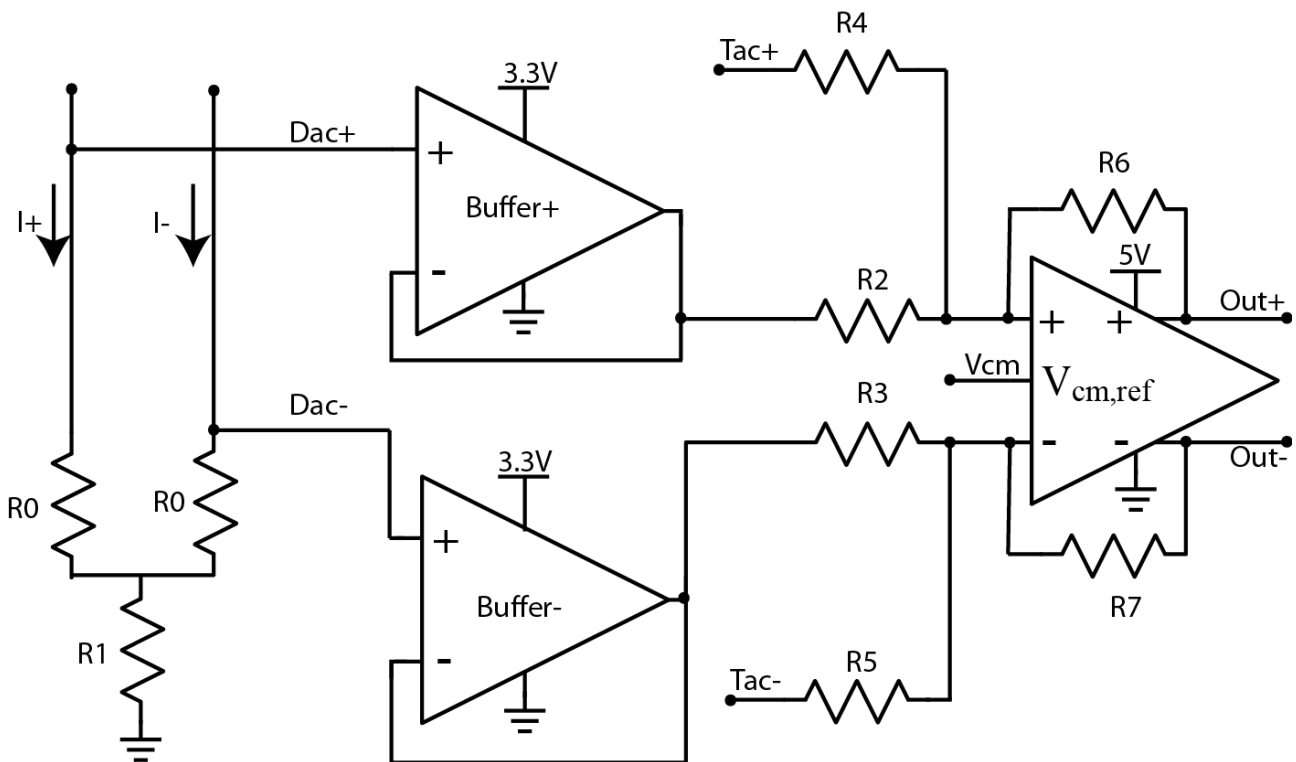 R4
Tac+
3.3V
Dac+
+
Buffer+
R6
I+
I-
-
5V
R2
Out+
+
+
Vcm
Vcm,ref
R3
Dac-
-
-
Out-
3.3V
R0
R0
+
Buffer-
R7
R1
-
R5
Tac-